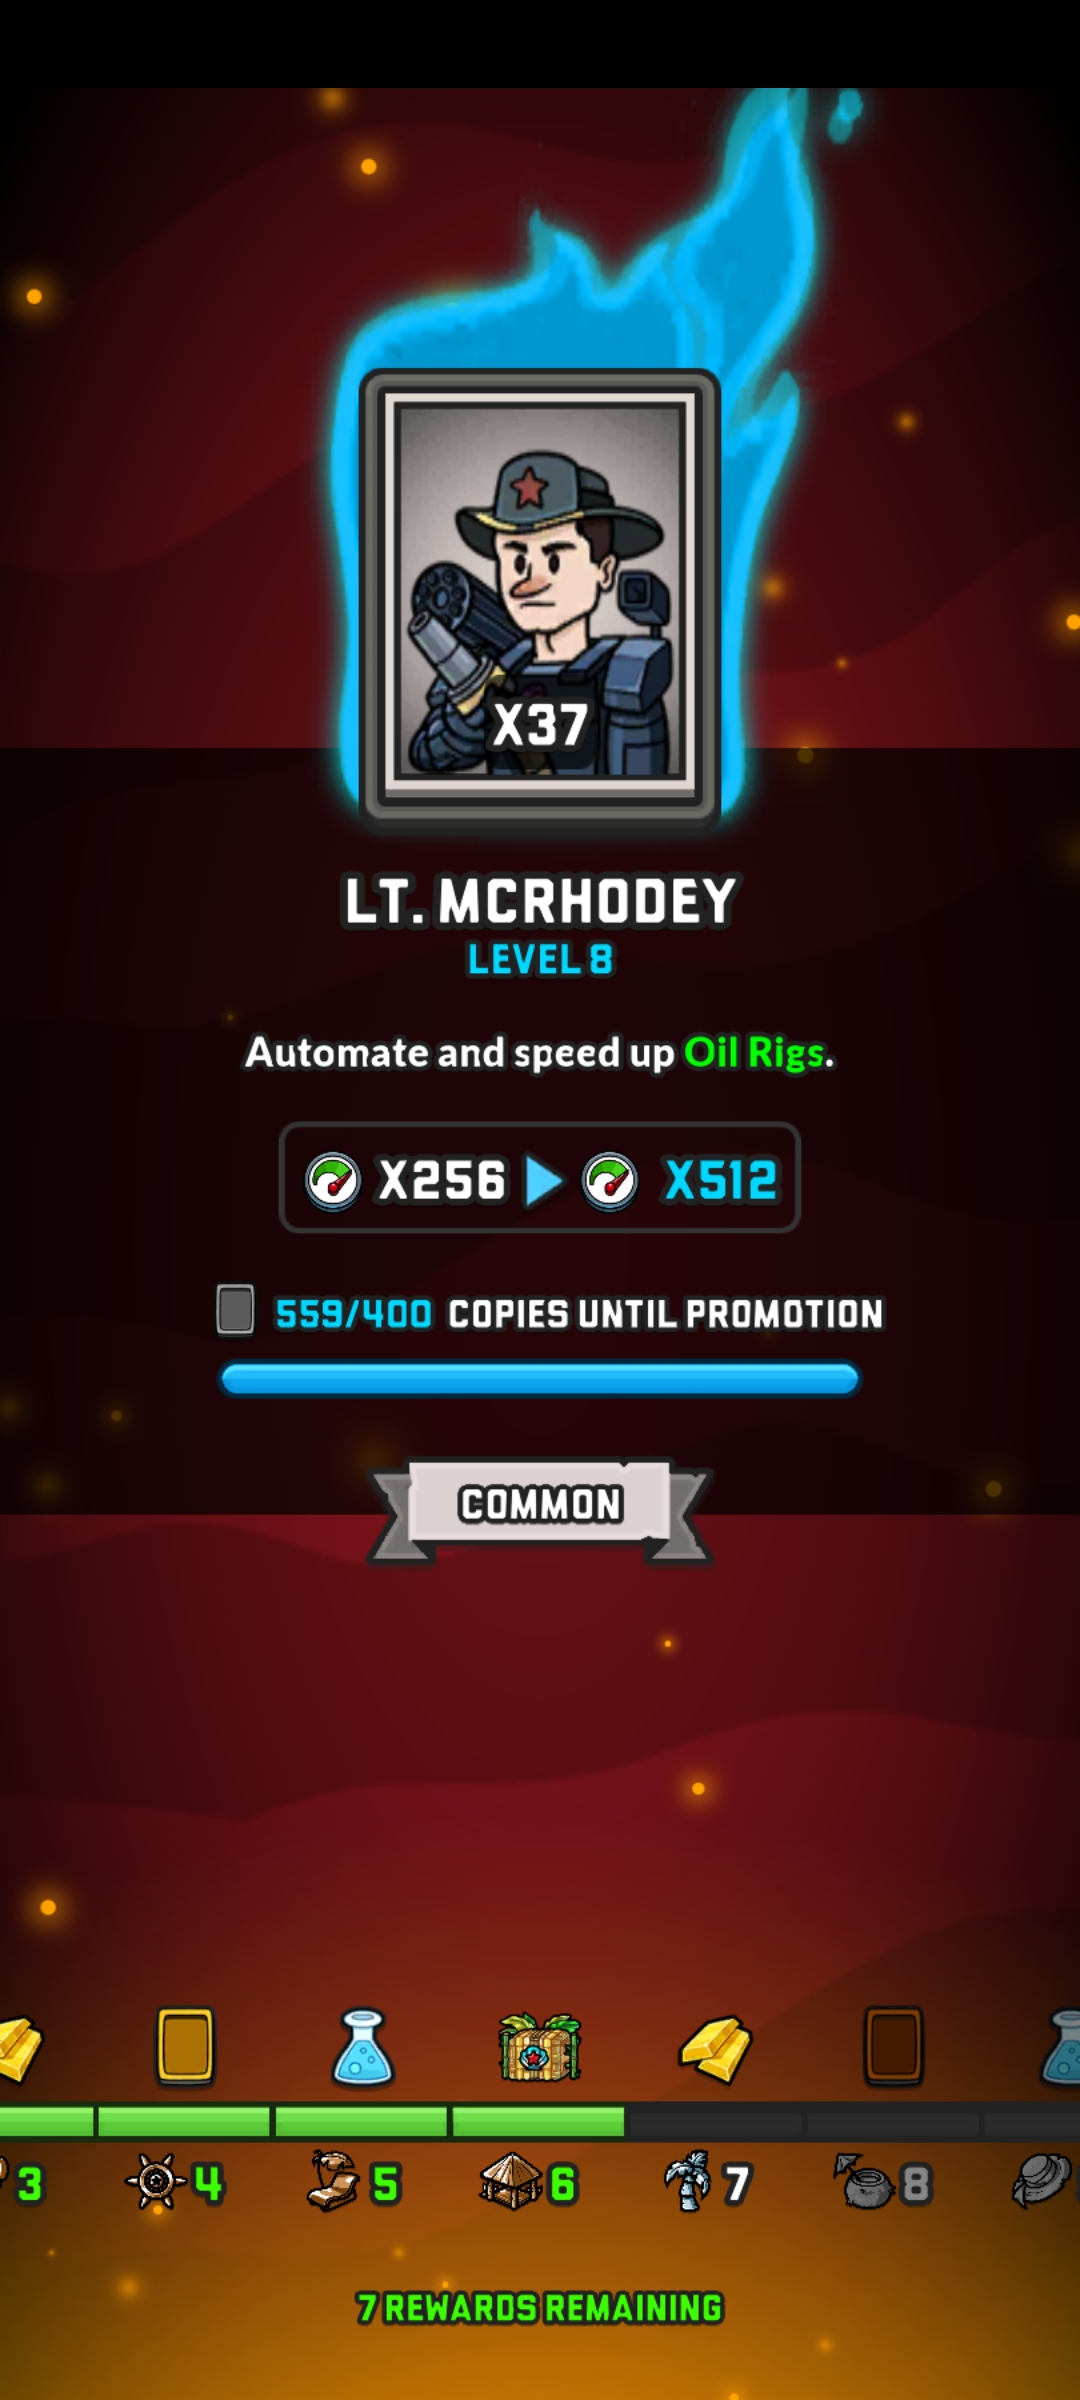 X37
LT. MCRHODEY
LEVEL 8
Automate and speed up Oil Rigs.
X256 X512
559/400 COPIES UNTIL PROMOTION
COMMON
3 4 5 6 7 8
7 REWARDS REMAINING